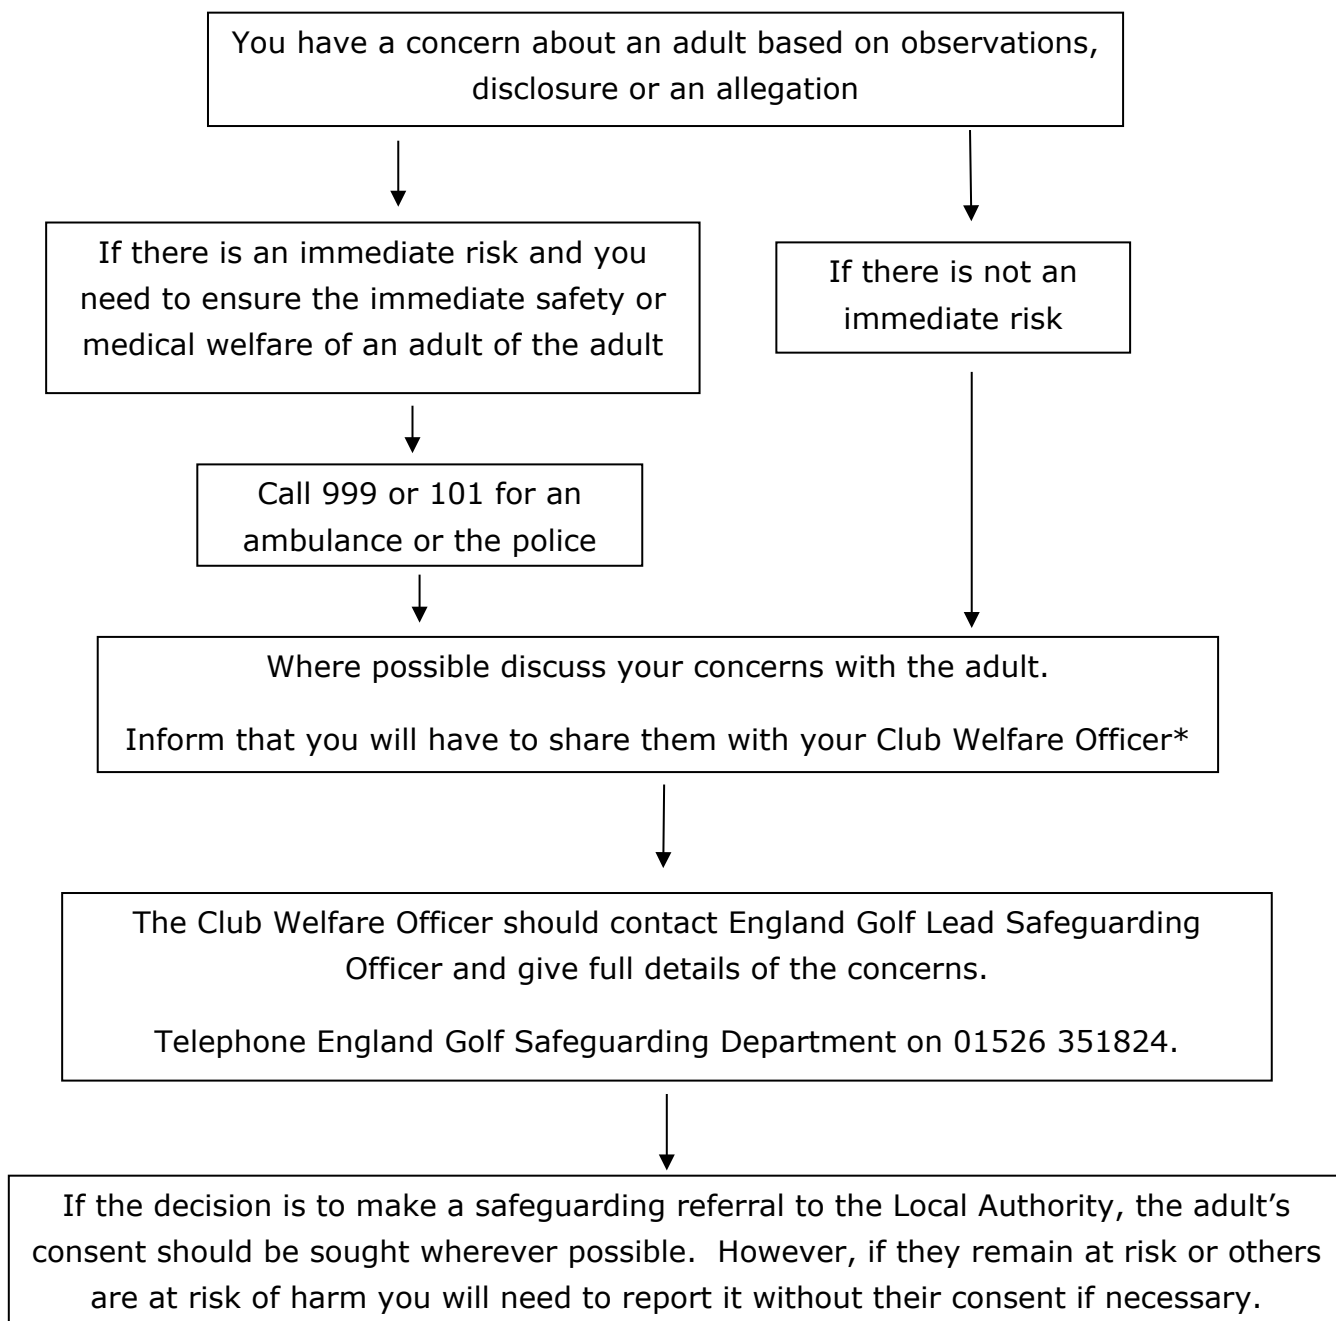 You have a concern about an adult based on observations,
disclosure or an allegation
If there is an immediate risk and you
need to ensure the immediate safety or
medical welfare of an adult of the adult
If there is not an
immediate risk
Call 999 or 101 for an
ambulance or the police
Where possible discuss your concerns with the adult.
Inform that you will have to share them with your Club Welfare Officer*
The Club Welfare Officer should contact England Golf Lead Safeguarding
Officer and give full details of the concerns.
Telephone England Golf Safeguarding Department on 01526 351824.
If the decision is to make a safeguarding referral to the Local Authority, the adult’s
consent should be sought wherever possible.  However, if they remain at risk or others
are at risk of harm you will need to report it without their consent if necessary.